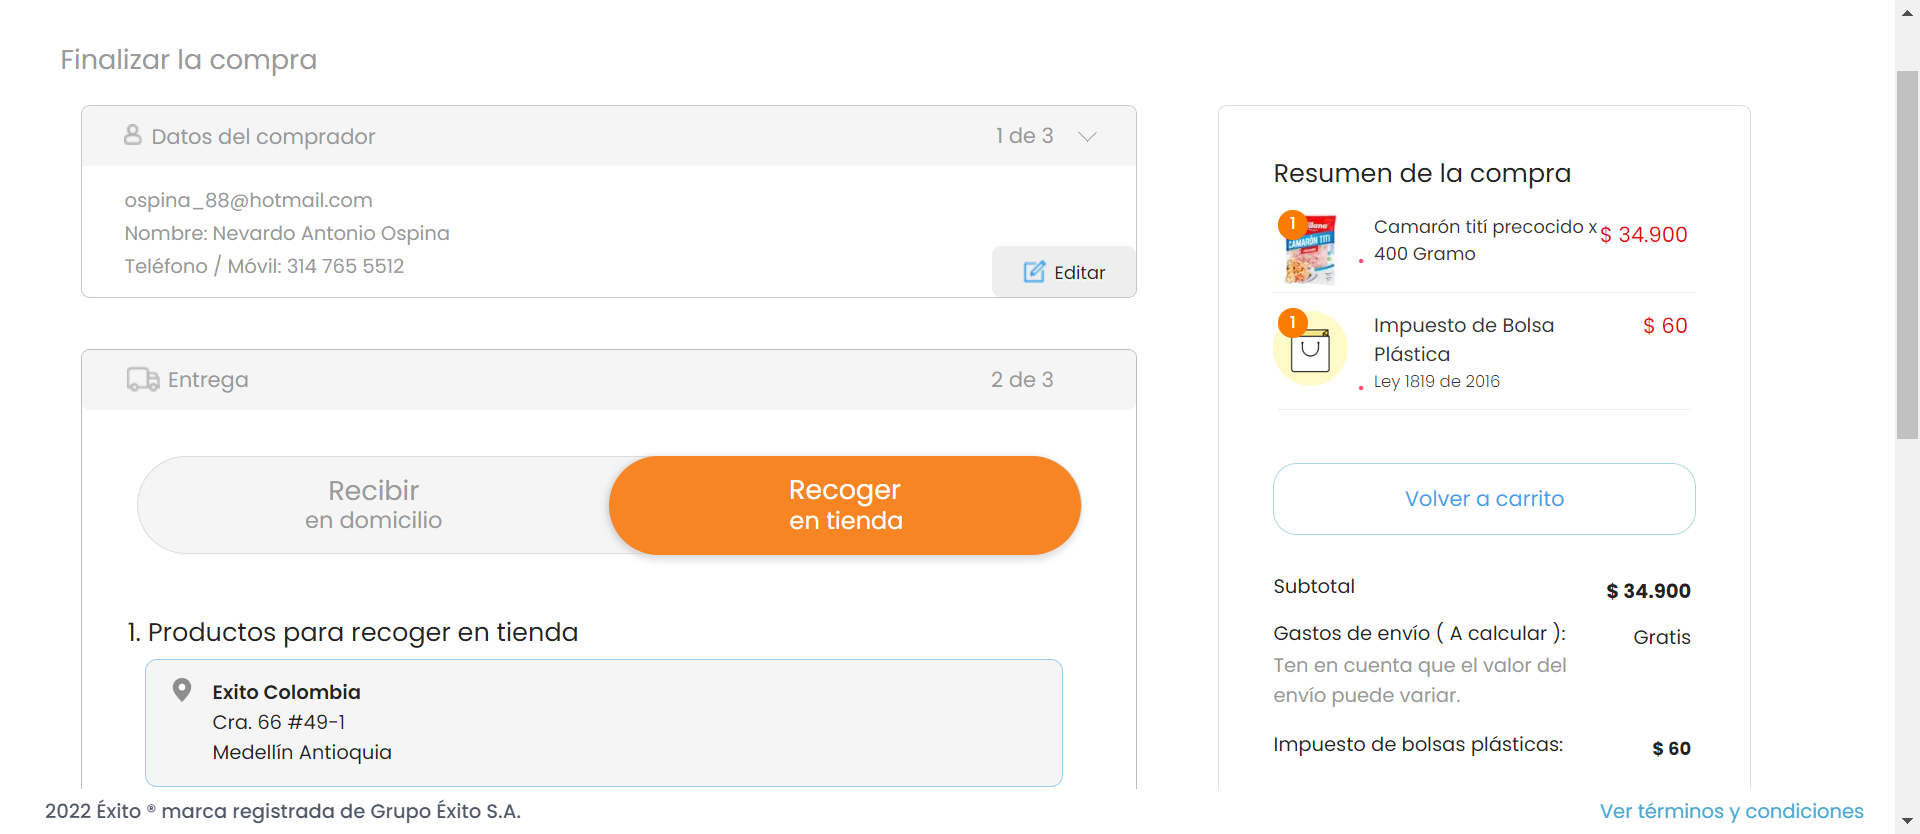 Finalizar la compra
Datos del comprador
1 de 3
ospina_88@hotmail.com
Nombre: Nevardo Antonio Ospina
Teléfono / Móvil: 314 765 5512
Editar
Entrega
2 de 3
Recibir
en domicilio
Recoger
en tienda
1. Productos para recoger en tienda
Exito Colombia
Cra. 66 #49-1
Medellín Antioquia
Resumen de la compra
1
CAMARÓN TITÍ
Camarón tití precocido x
400 Gramo
$ 34.900
1
Impuesto de Bolsa
Plástica
Ley 1819 de 2016
$ 60
Volver a carrito
Subtotal
$ 34.900
Gastos de envío ( A calcular ):
Gratis
Ten en cuenta que el valor del
envío puede variar.
Impuesto de bolsas plásticas:
$ 60
2022 Éxito ® marca registrada de Grupo Éxito S.A.
Ver términos y condiciones